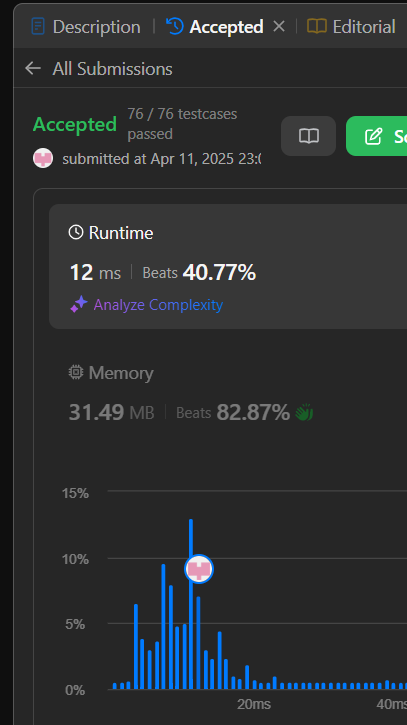 Description | Accepted × | Editorial
← All Submissions
Accepted 76 / 76 testcases passed
submitted at Apr 11, 2025 23:
Runtime
12 ms | Beats 40.77%
Analyze Complexity
Memory
31.49 MB | Beats 82.87%
15%
10%
5%
0%
20ms 40ms